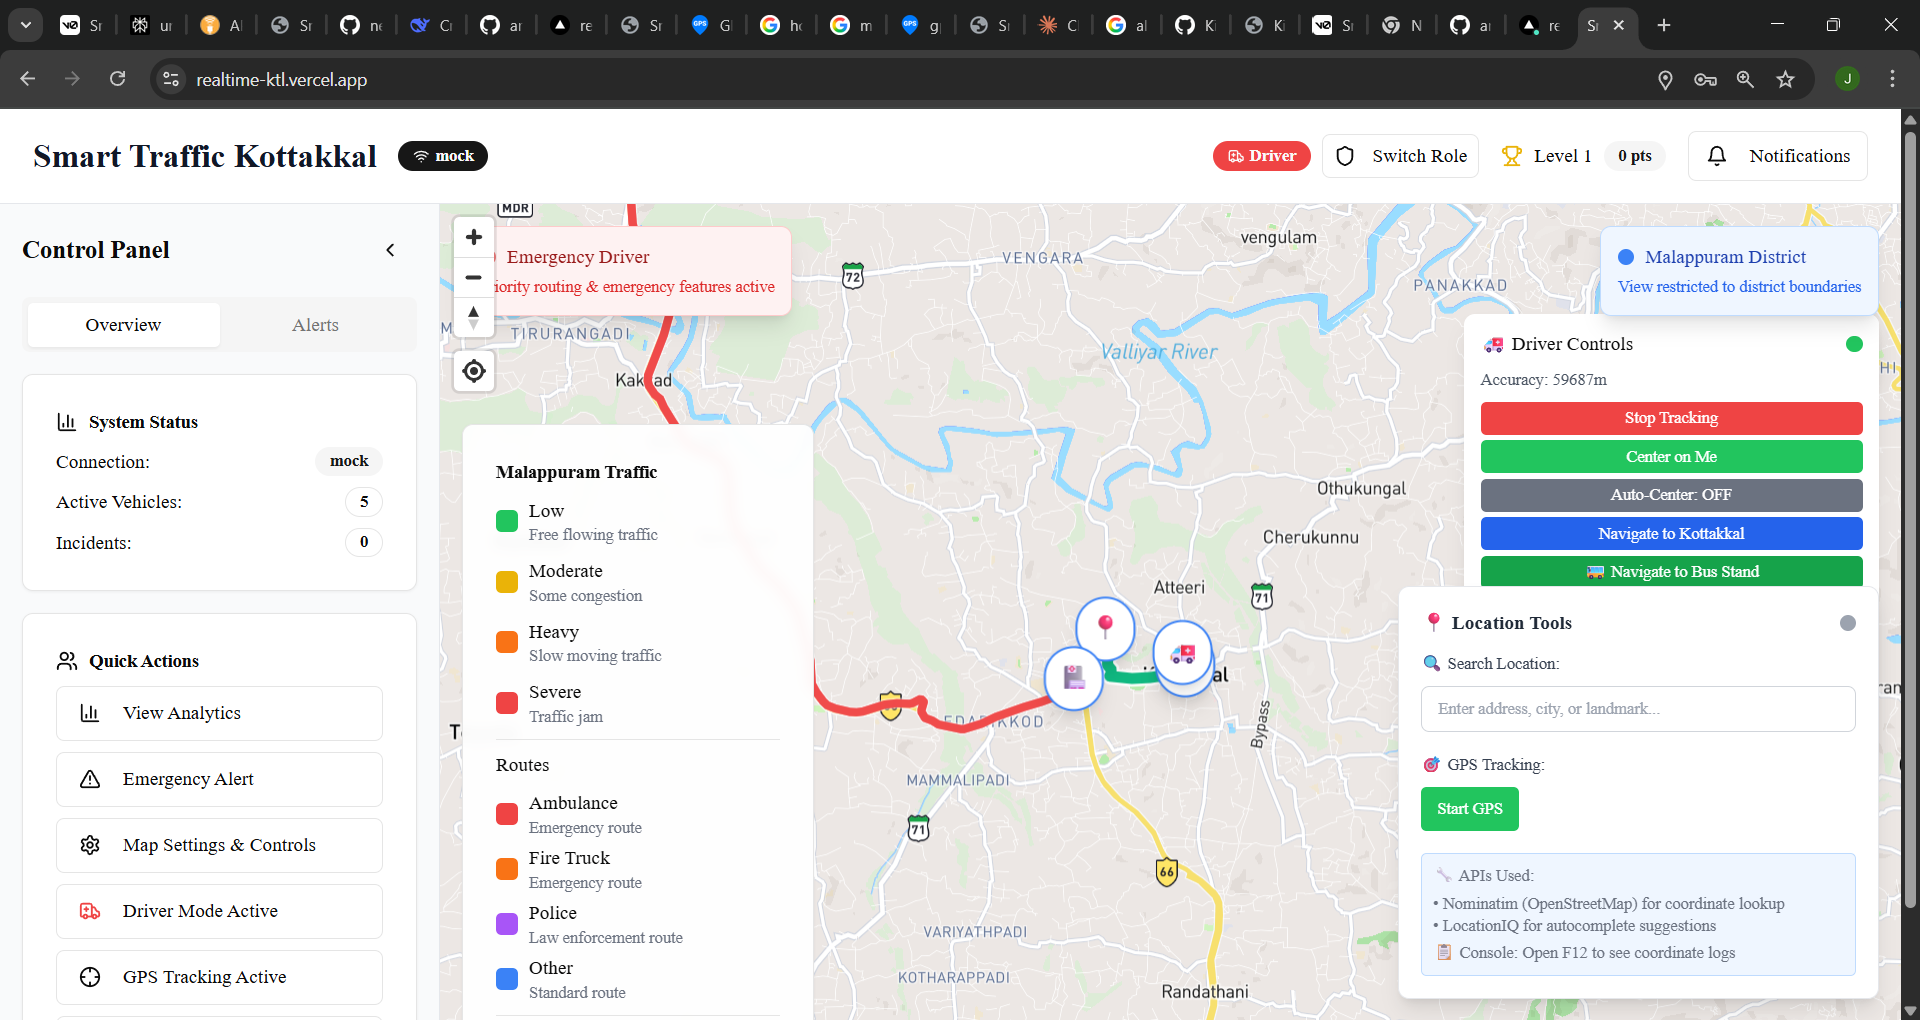 Sr
ur
A
Sr
ne
Cr
ar
re
Sr
GPS
G
hc
m
GPS
g
Sr
C
al
Ki
Ki
Sr
N
ar
re
Sr
realtime-ktl.vercel.app
J
Smart Traffic Kottakkal
mock
Driver
Switch Role
Level 1
0 pts
Notifications
Control Panel
Overview
Alerts
System Status
Connection:
mock
Active Vehicles:
5
Incidents:
0
Quick Actions
View Analytics
Emergency Alert
Map Settings & Controls
Driver Mode Active
GPS Tracking Active
MDR
Emergency Driver
iority routing & emergency features active
72
VENGARA
vengulam
PANAKKAD
TIRURANGADI
Valliyar River
Kak ad
Othukungal
Cherukunnu
Atteeri
71
al
EDARIKKOD
Bypass
MAMMALIPADI
71
66
VARIYATHPADI
KOTHARAPPADI
Randathani
Malappuram Traffic
Low
Free flowing traffic
Moderate
Some congestion
Heavy
Slow moving traffic
Severe
Traffic jam
Routes
Ambulance
Emergency route
Fire Truck
Emergency route
Police
Law enforcement route
Other
Standard route
Malappuram District
View restricted to district boundaries
Driver Controls
Accuracy: 59687m
Stop Tracking
Center on Me
Auto-Center: OFF
Navigate to Kottakkal
Navigate to Bus Stand
Location Tools
Search Location:
Enter address, city, or landmark...
GPS Tracking:
Start GPS
APIs Used:
• Nominatim (OpenStreetMap) for coordinate lookup
• LocationIQ for autocomplete suggestions
Console: Open F12 to see coordinate logs